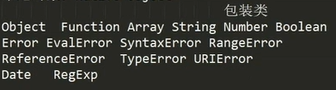 包装类
Object Function Array String Number Boolean
Error EvalError SyntaxError RangeError
ReferenceError TypeError URIError
Date RegExp